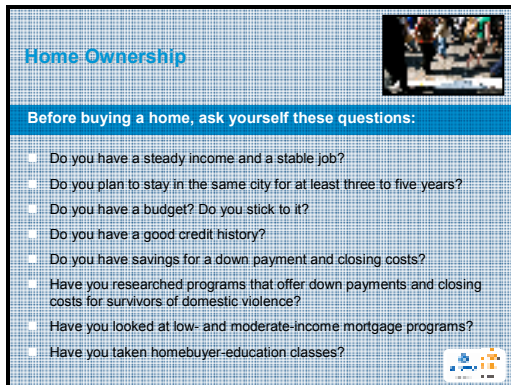 Home Ownership
Before buying a home, ask yourself these questions:
Do you have a steady income and a stable job?
Do you plan to stay in the same city for at least three to five years?
Do you have a budget? Do you stick to it?
Do you have a good credit history?
Do you have savings for a down payment and closing costs?
Have you researched programs that offer down payments and closing
costs for survivors of domestic violence?
Have you looked at low- and moderate-income mortgage programs?
Have you taken homebuyer-education classes?